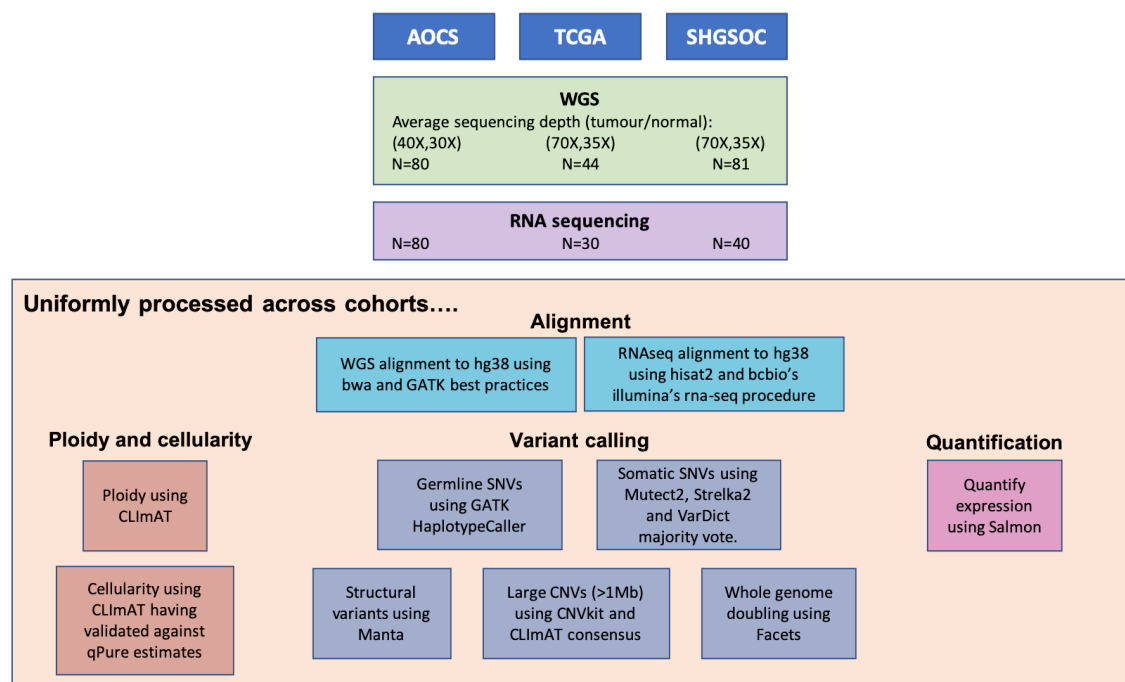 AOCS
TCGA
SHGSOC
WGS
Average sequencing depth (tumour/normal):
(40X,30X) (70X,35X) (70X,35X)
N=80 N=44 N=81
RNA sequencing
N=80 N=30 N=40
Uniformly processed across cohorts....
Alignment
WGS alignment to hg38 using
bwa and GATK best practices
RNAseq alignment to hg38
using hisat2 and bcbio's
illumina's rna-seq procedure
Ploidy and cellularity
Ploidy using
CLImAT
Cellularity using
CLImAT having
validated against
qPure estimates
Variant calling
Germline SNVs
using GATK
HaplotypeCaller
Somatic SNVs using
Mutect2, Strelka2
and VarDict
majority vote.
Structural
variants using
Manta
Large CNVs (>1Mb)
using CNVkit and
CLImAT consensus
Whole genome
doubling using
Facets
Quantification
Quantify
expression
using Salmon